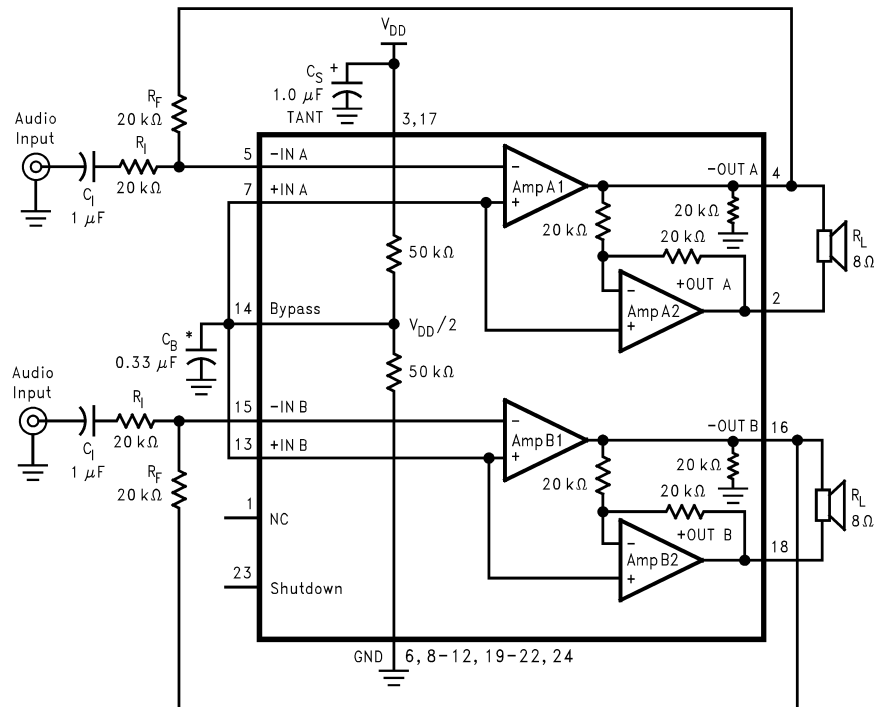 V_DD
C_S +
1.0 μF
TANT
3,17
R_F
20 kΩ
Audio
Input
R_I
20 kΩ
C_I
1 μF
5 -IN A
7 +IN A
-
Amp A1
+
-OUT A 4
20 kΩ
20 kΩ
20 kΩ
+OUT A 2
-
Amp A2
+
R_L
8Ω
50 kΩ
14 Bypass
V_DD/2
C_B *
0.33 μF
50 kΩ
Audio
Input
R_I
20 kΩ
C_I
1 μF
R_F
20 kΩ
15 -IN B
13 +IN B
-
Amp B1
+
-OUT B 16
20 kΩ
20 kΩ
20 kΩ
+OUT B 18
-
Amp B2
+
R_L
8Ω
1
NC
23
Shutdown
GND 6, 8-12, 19-22, 24